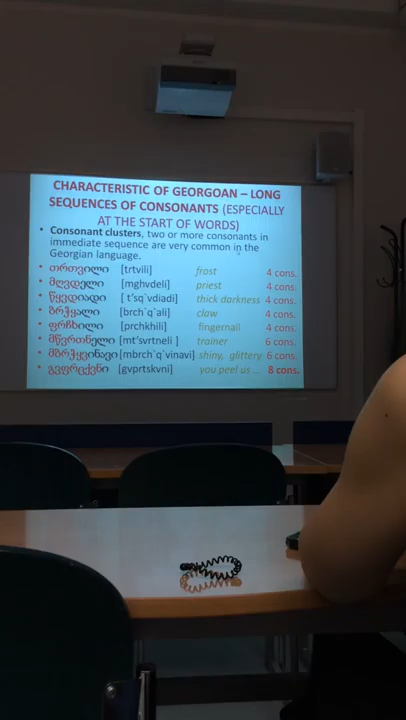 CHARACTERISTIC OF GEORGOAN – LONG
SEQUENCES OF CONSONANTS (ESPECIALLY
AT THE START OF WORDS)
• Consonant clusters, two or more consonants in
immediate sequence are very common in the
Georgian language.
• თრთვილი [trtvili] frost 4 cons.
• მღვდელი [mghvdeli] priest 4 cons.
• წყვდიადი [ t’sq`vdiadi] thick darkness 4 cons.
• ბრჭყალი [brch`q`ali] claw 4 cons.
• ფრჩხილი [prchkhili] fingernail 4 cons.
• მწვრთნელი [mt’svrtneli ] trainer 6 cons.
• მბრჭყვინავი [mbrch`q`vinavi] shiny, glittery 6 cons.
• გვფრცქვნი [gvprtskvni] you peel us ... 8 cons.